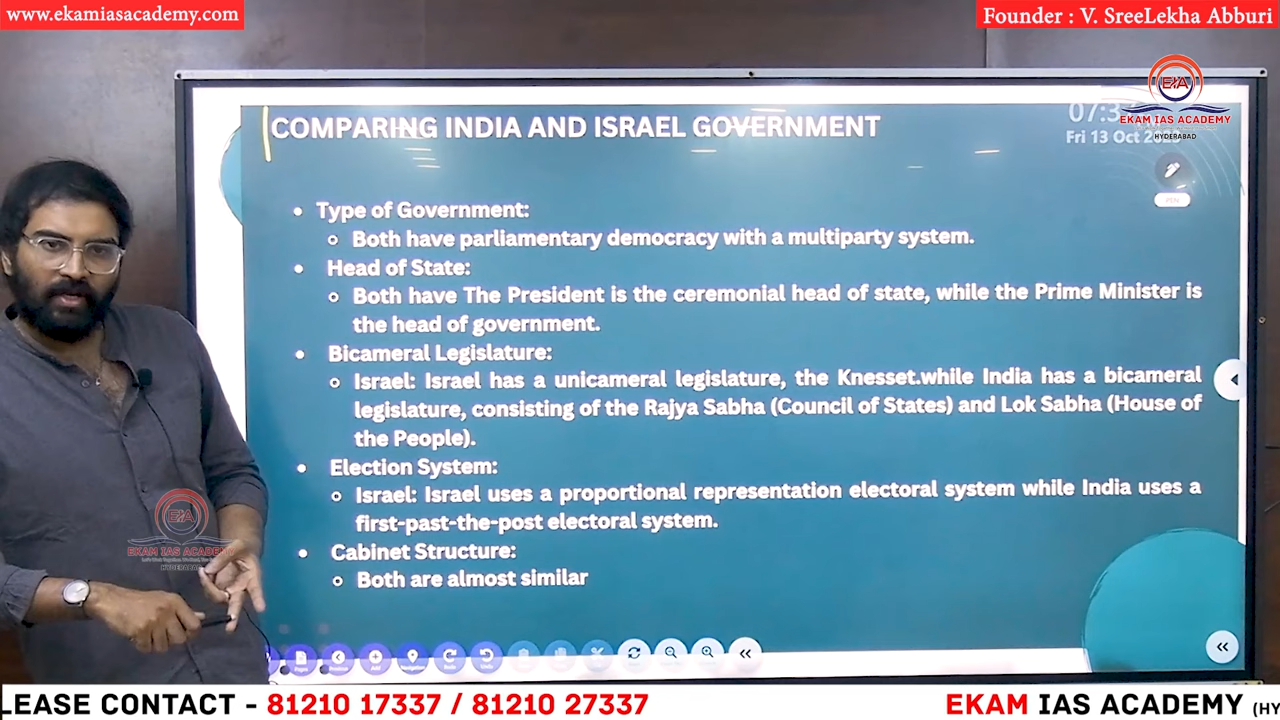 www.ekamiasacademy.com
Founder : V. SreeLekha Abburi
EIA
EKAM IAS ACADEMY
HYDERABAD
Fri 13 Oct
COMPARING INDIA AND ISRAEL GOVERNMENT
PEN
• Type of Government:
Both have parliamentary democracy with a multiparty system.
• Head of State:
Both have The President is the ceremonial head of state, while the Prime Minister is
the head of government.
• Bicameral Legislature:
Israel: Israel has a unicameral legislature, the Knesset.while India has a bicameral
legislature, consisting of the Rajya Sabha (Council of States) and Lok Sabha (House of
the People).
• Election System:
Israel: Israel uses a proportional representation electoral system while India uses a
first-past-the-post electoral system.
• Cabinet Structure:
Both are almost similar
EIA
EKAM IAS ACADEMY
HYDERABAD
LEASE CONTACT - 81210 17337 / 81210 27337
EKAM IAS ACADEMY (HY